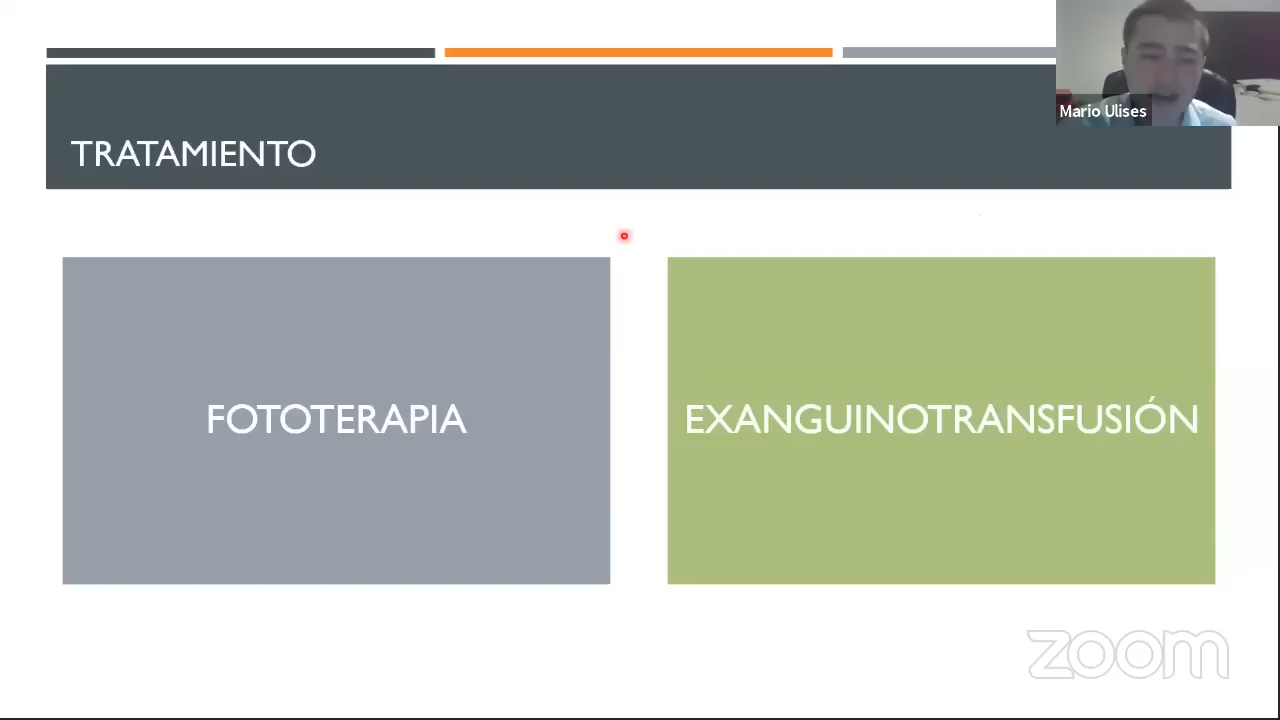 Mario Ulises
TRATAMIENTO
FOTOTERAPIA
EXANGUINOTRANSFUSIÓN
zoom